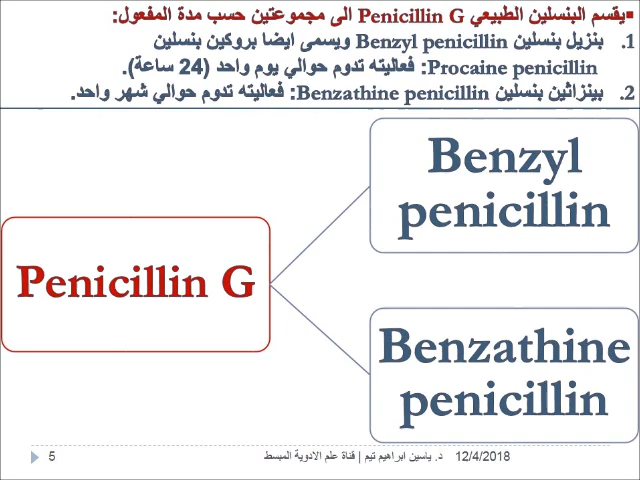 ▪يقسم البنسلين الطبيعي Penicillin G الى مجموعتين حسب مدة المفعول:
1. بنزيل بنسلين Benzyl penicillin ويسمى ايضا بروكين بنسلين
Procaine penicillin: فعاليته تدوم حوالي يوم واحد (24 ساعة).
2. بينزاثين بنسلين Benzathine penicillin: فعاليته تدوم حوالي شهر واحد.
Benzyl
penicillin
Penicillin G
Benzathine
penicillin
5 د. ياسين ابراهيم تيم | قناة علم الادوية المبسط 12/4/2018